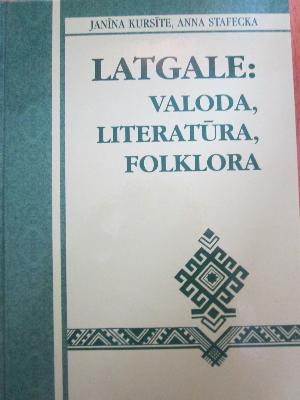 JANĪNA KURSĪTE, ANNA STAFECKA
LATGALE:
VALODA,
LITERATŪRA,
FOLKLORA